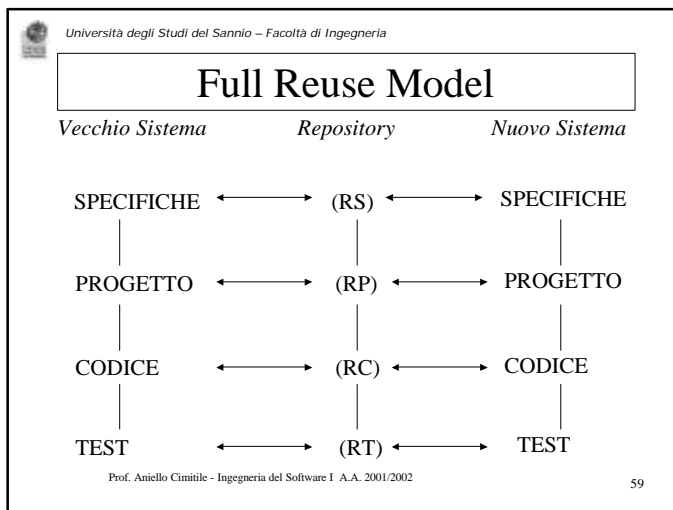 Università degli Studi del Sannio – Facoltà di Ingegneria
Full Reuse Model
Vecchio Sistema Repository Nuovo Sistema
SPECIFICHE (RS) SPECIFICHE
PROGETTO (RP) PROGETTO
CODICE (RC) CODICE
TEST (RT) TEST
Prof. Aniello Cimitile - Ingegneria del Software I A.A. 2001/2002
59